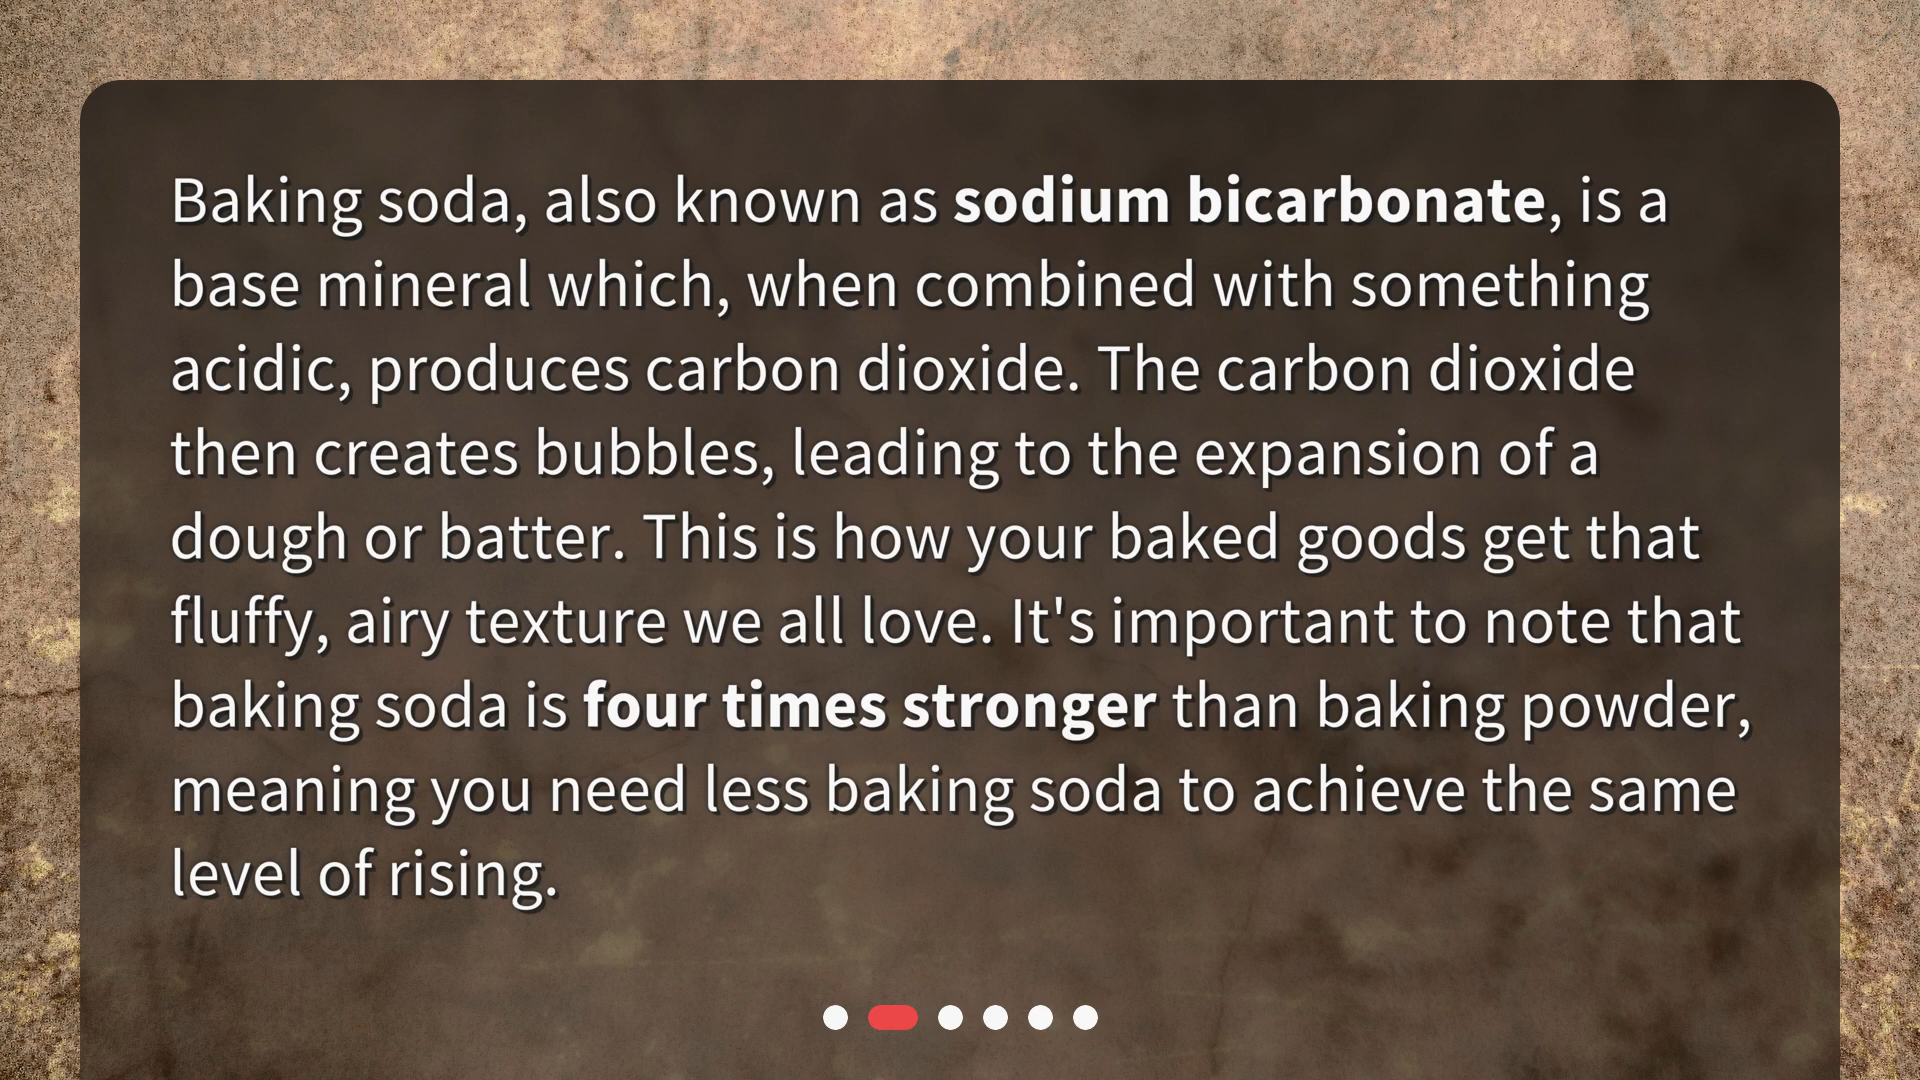 Baking soda, also known as sodium bicarbonate, is a
base mineral which, when combined with something
acidic, produces carbon dioxide. The carbon dioxide
then creates bubbles, leading to the expansion of a
dough or batter. This is how your baked goods get that
fluffy, airy texture we all love. It's important to note that
baking soda is four times stronger than baking powder,
meaning you need less baking soda to achieve the same
level of rising.